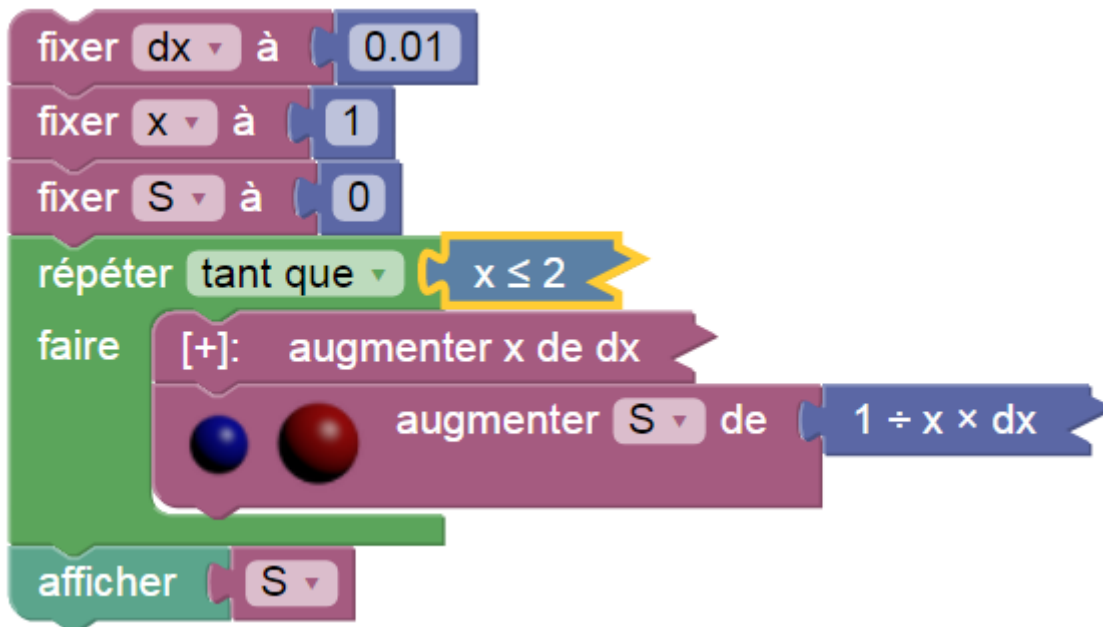 fixer dx à 0.01
fixer x à 1
fixer S à 0
répéter tant que x ≤ 2
faire [+]: augmenter x de dx
augmenter S de 1 ÷ x × dx
afficher S